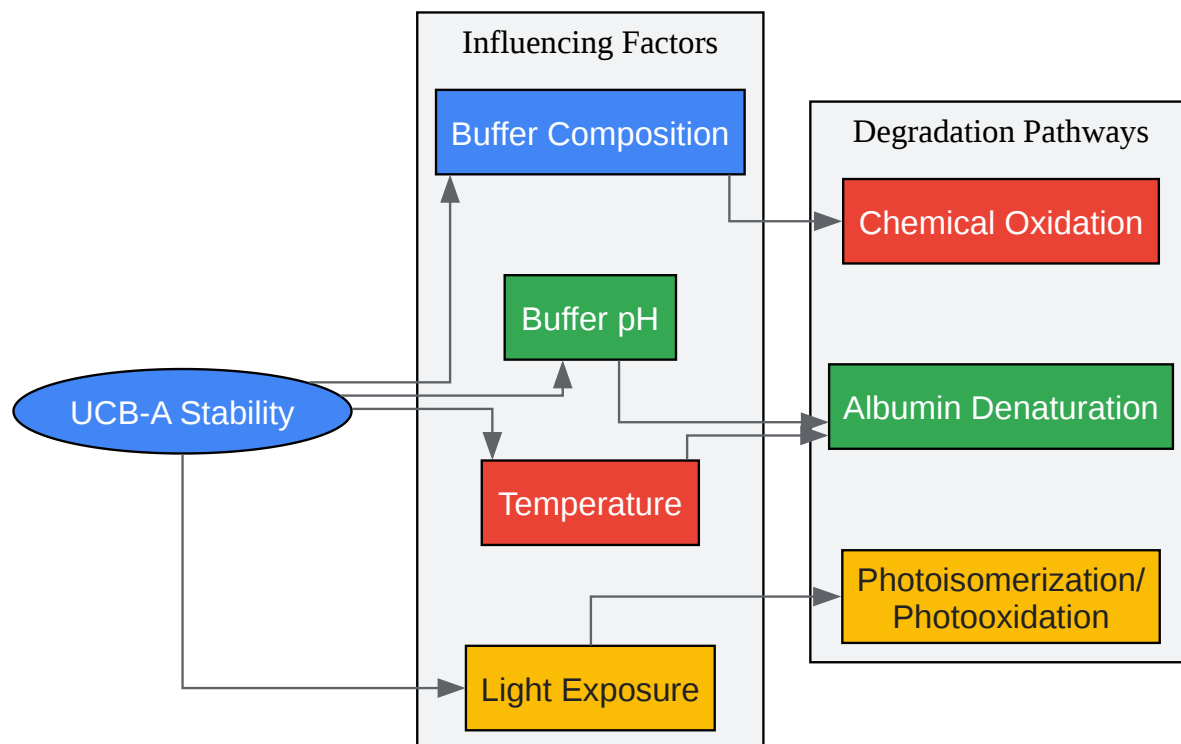 Influencing Factors
Buffer Composition
Buffer pH
Temperature
Light Exposure
UCB-A Stability
Degradation Pathways
Chemical Oxidation
Albumin Denaturation
Photoisomerization/
Photooxidation